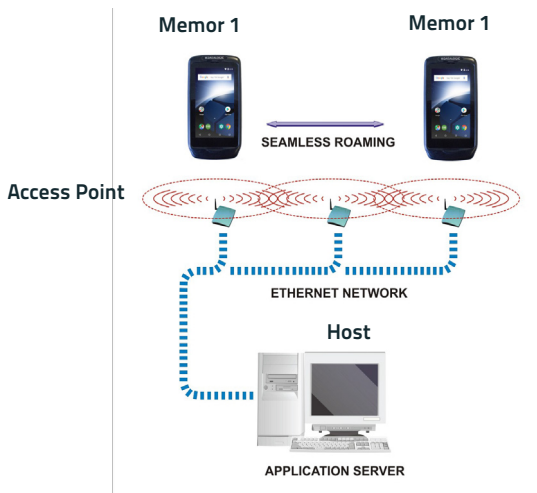 Memor 1
Memor 1
SEAMLESS ROAMING
Access Point
ETHERNET NETWORK
Host
APPLICATION SERVER